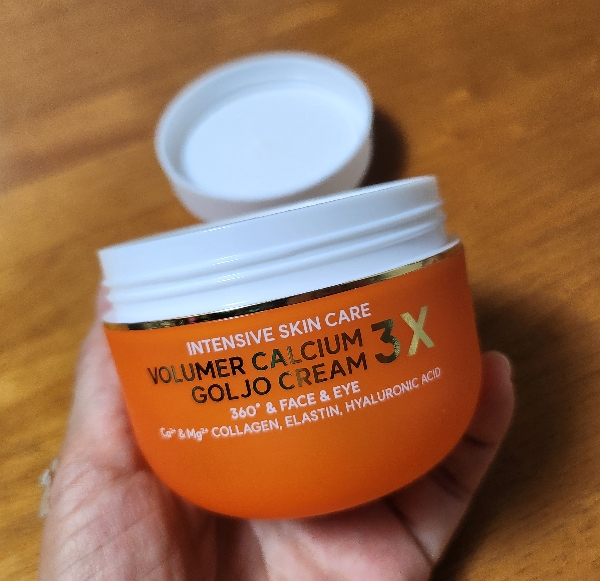 INTENSIVE SKIN CARE
VOLUMER CALCIUM
GOLJO CREAM 3X
360° & FACE & EYE
Ca²⁺ & Mg²⁺ COLLAGEN, ELASTIN, HYALURONIC ACID